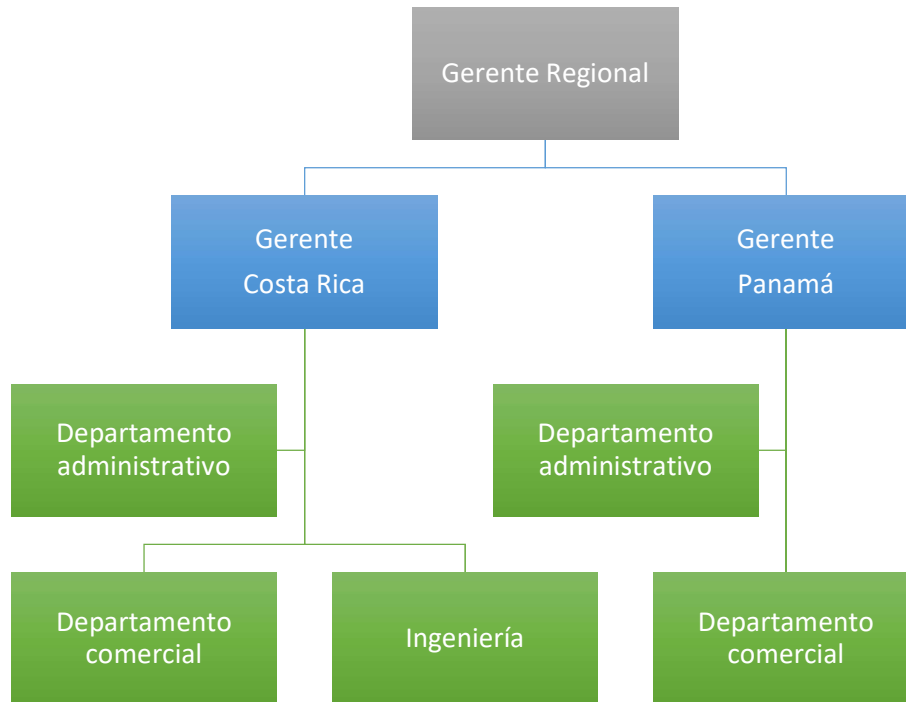 Gerente Regional
Gerente
Costa Rica
Gerente
Panamá
Departamento
administrativo
Departamento
administrativo
Departamento
comercial
Ingeniería
Departamento
comercial